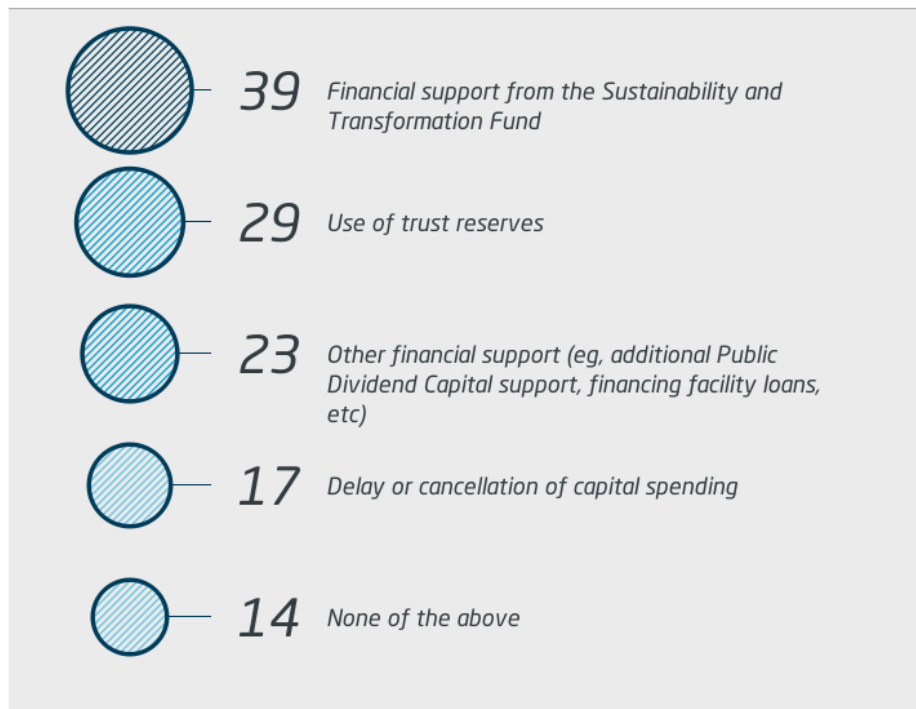 39 Financial support from the Sustainability and
Transformation Fund
29 Use of trust reserves
23 Other financial support (eg, additional Public
Dividend Capital support, financing facility loans,
etc)
17 Delay or cancellation of capital spending
14 None of the above